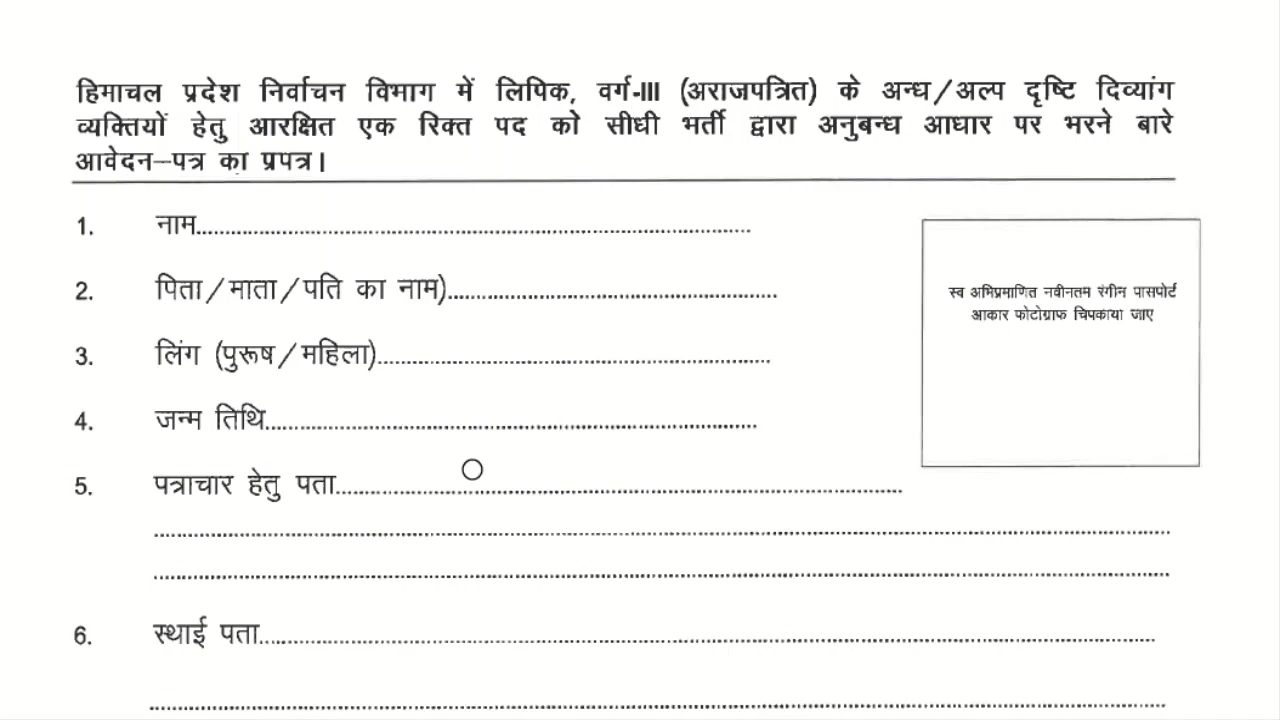 हिमाचल प्रदेश निर्वाचन विभाग में लिपिक, वर्ग-III (अराजपत्रित) के अन्ध/अल्प दृष्टि दिव्यांग
व्यक्तियों हेतु आरक्षित एक रिक्त पद को सीधी भर्ती द्वारा अनुबन्ध आधार पर भरने बारे
आवेदन–पत्र का प्रपत्र।
1. नाम
2. पिता/माता/पति का नाम)
3. लिंग (पुरूष/महिला)
4. जन्म तिथि
स्व अभिप्रमाणित नवीनतम रंगीन पासपोर्ट
आकार फोटोग्राफ चिपकाया जाए
5. पत्राचार हेतु पता
6. स्थाई पता